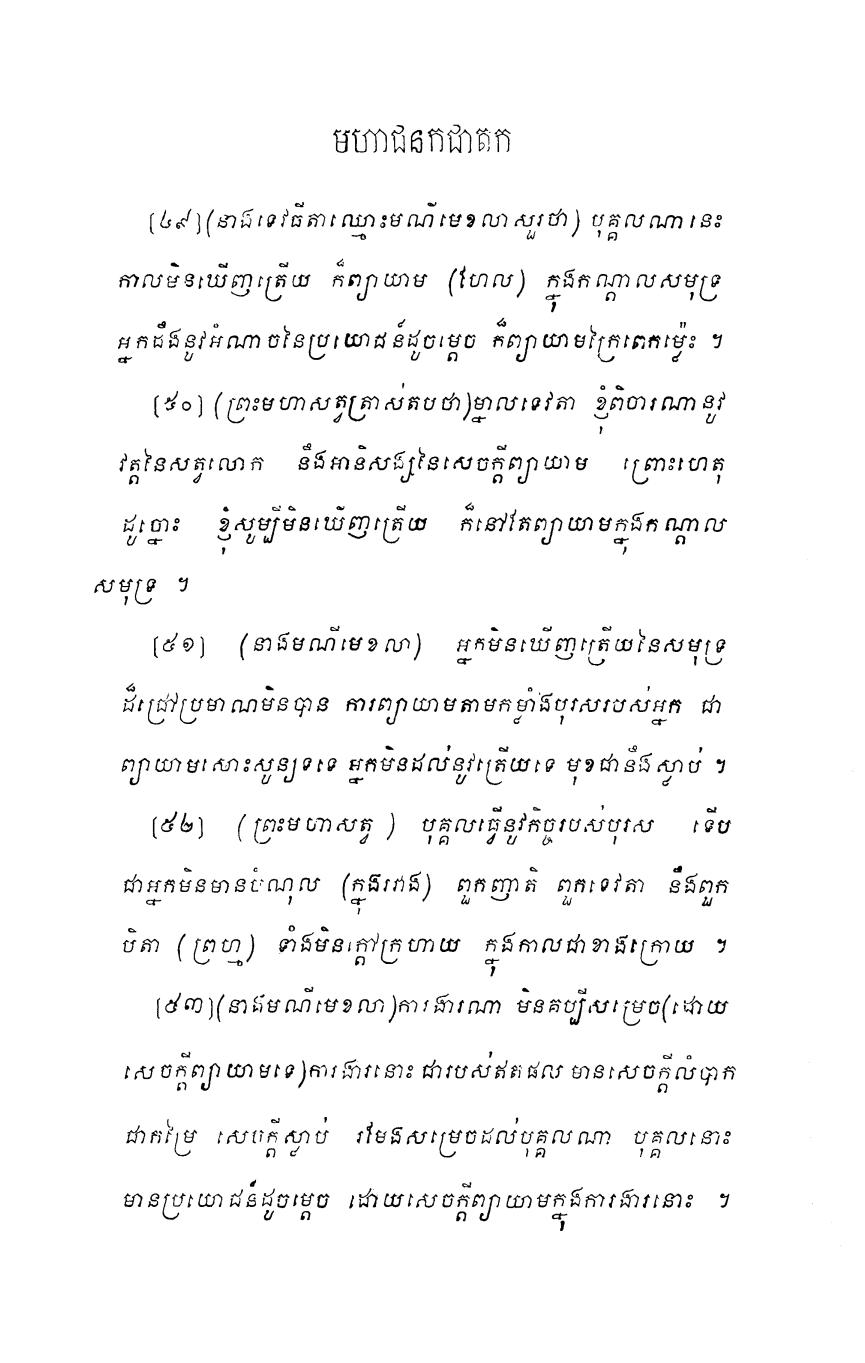 មហាជនកជាតក
[៤៩] (នាងទេវធីតាឈ្មោះមណីមេខលាសួរថា) បុគ្គលណានេះ
កាលមិនឃើញត្រើយ ក៏ព្យាយាម (ហែល) ក្នុងកណ្តាលសមុទ្រ
អ្នកដឹងនូវអំណាចនៃប្រយោជន៍ដូចម្តេច ក៏ព្យាយាមក្រៃពេកម្ល៉េះ ។
[៥០] (ព្រះមហាសត្វត្រាស់តបថា) ម្នាលទេវតា ខ្ញុំពិចារណានូវ
វត្តនៃសត្វលោក នឹងអានិសង្សនៃសេចក្តីព្យាយាម ព្រោះហេតុ
ដូច្នោះ ខ្ញុំសូម្បីមិនឃើញត្រើយ ក៏នៅតែព្យាយាមក្នុងកណ្តាល
សមុទ្រ ។
[៥១] (នាងមណីមេខលា) អ្នកមិនឃើញត្រើយនៃសមុទ្រ
ដ៏ជ្រៅប្រមាណមិនបាន ការព្យាយាមតាមកម្លាំងបុរសរបស់អ្នក ជា
ព្យាយាមសោះសូន្យទទេ អ្នកមិនដល់នូវត្រើយទេ មុខជានឹងស្លាប់ ។
[៥២] (ព្រះមហាសត្វ) បុគ្គលធ្វើនូវកិច្ចរបស់បុរស ទើប
ជាអ្នកមិនមានបំណុល (ក្នុងរវាង) ពួកញាតិ ពួកទេវតា នឹងពួក
បិតា (ព្រហ្ម) ទាំងមិនក្តៅក្រហាយ ក្នុងកាលជាខាងក្រោយ ។
[៥៣] (នាងមណីមេខលា) ការងារណា មិនគប្បីសម្រេច (ដោយ
សេចក្តីព្យាយាមទេ) ការងារនោះ ជារបស់ឥតផល មានសេចក្តីលំបាក
ជាកម្រៃ សេចក្តីស្លាប់ រមែងសម្រេចដល់បុគ្គលណា បុគ្គលនោះ
មានប្រយោជន៍ដូចម្តេច ដោយសេចក្តីព្យាយាមក្នុងការងារនោះ ។